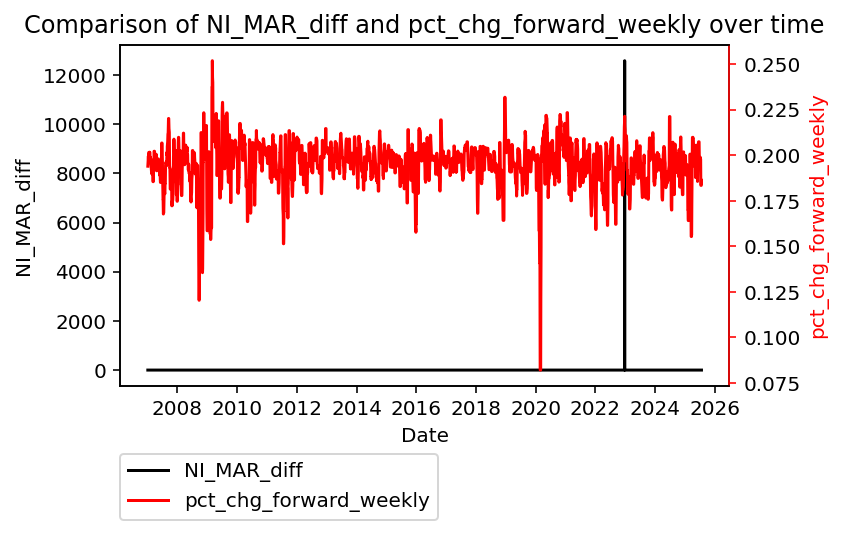 Comparison of NI_MAR_diff and pct_chg_forward_weekly over time
12000
10000
8000
6000
4000
2000
0
NI_MAR_diff
0.250
0.225
0.200
0.175
0.150
0.125
0.100
0.075
pct_chg_forward_weekly
2008 2010 2012 2014 2016 2018 2020 2022 2024 2026
Date
NI_MAR_diff
pct_chg_forward_weekly